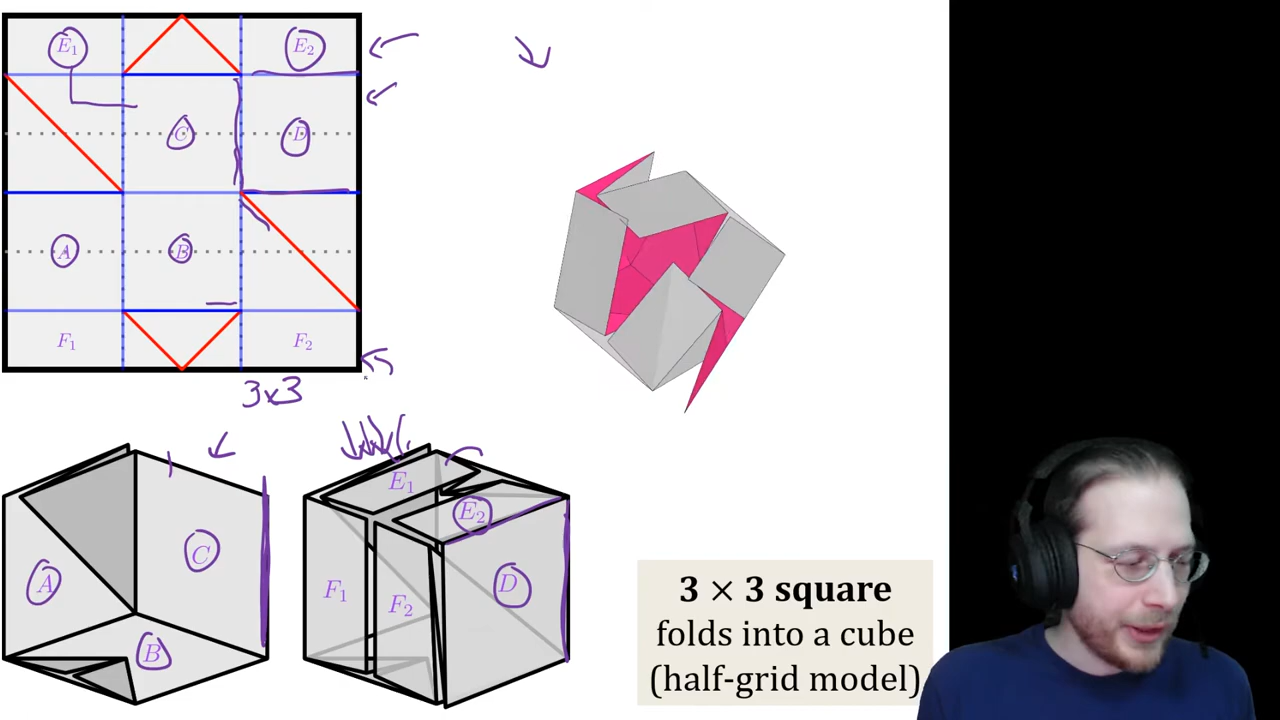 E₁
E₂
C
D
A
B
F₁
F₂
3x3
A
C
B
E₁
E₂
F₁
F₂
D
3 × 3 square
folds into a cube
(half-grid model)